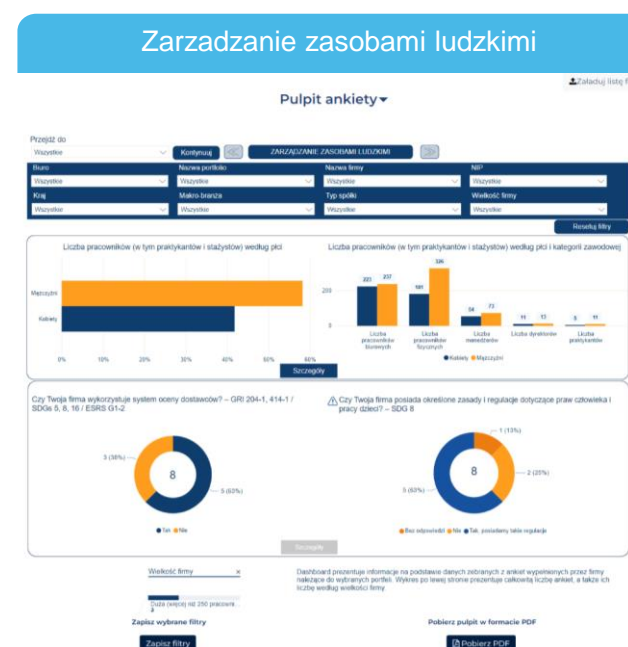 Zarzadzanie zasobami ludzkimi
Załaduj listę f
Pulpit ankiety
Przejdź do
Wszystkie
Kontynuuj
ZARZĄDZANIE ZASOBAMI LUDZKIMI
Biuro
Nazwa portfolio
Nazwa firmy
NIP
Wszystkie
Wszystkie
Wszystkie
Wszystkie
Kraj
Makro-branża
Typ spółki
Wielkość firmy
Wszystkie
Wszystkie
Wszystkie
Wszystkie
Resetuj filtry
Liczba pracowników (w tym praktykantów i stażystów) według płci
Mężczyźni
Kobiety
0%
10%
20%
30%
40%
50%
60%
Liczba pracowników (w tym praktykantów i stażystów) według płci i kategorii zawodowej
221
237
181
326
54
73
11
13
11
200
0
Liczba pracowników biurowych
Liczba pracowników fizycznych
Liczba menedżerów
Liczba dyrektorów
Liczba praktykantów
Kobiety
Mężczyźni
Szczegóły
Czy Twoja firma wykorzystuje system oceny dostawców? – GRI 204-1, 414-1 /
SDGs 5, 8, 16 / ESRS G1-2
3 (38%)
8
5 (63%)
Tak
Nie
Czy Twoja firma posiada określone zasady i regulacje dotyczące praw człowieka i
pracy dzieci? – SDG 8
1 (13%)
2 (25%)
5 (63%)
8
Bez odpowiedzi
Nie
Tak, posiadamy takie regulacje
Szczegóły
Wielkość firmy
×
Duża (więcej niż 250 pracowni...
Dashboard prezentuje informacje na podstawie danych zebranych z ankiet wypełnionych przez firmy
należące do wybranych portfeli. Wykres po lewej stronie prezentuje całkowitą liczbę ankiet, a także ich
liczbę według wielkości firmy
Zapisz wybrane filtry
Zapisz filtry
Pobierz pulpit w formacie PDF
Pobierz PDF